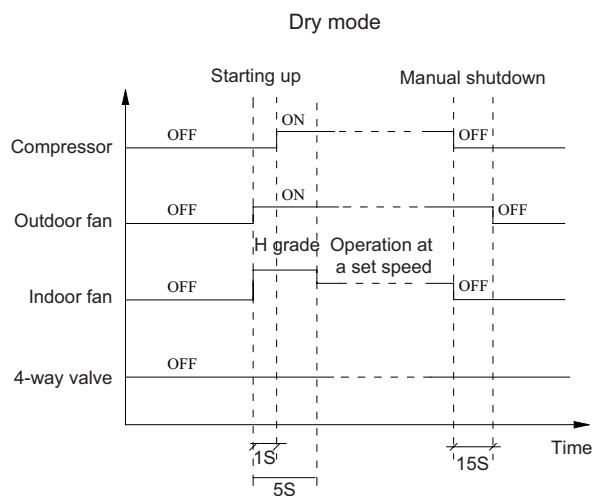 Dry mode
Starting up
Manual shutdown
Compressor
OFF
ON
OFF
Outdoor fan
OFF
ON
OFF
H grade
Operation at
a set speed
Indoor fan
OFF
OFF
4-way valve
OFF
Time
1S
15S
5S